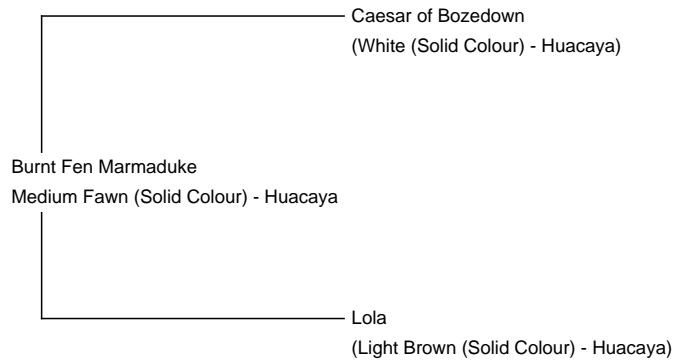 Caesar of Bozedown
(White (Solid Colour) - Huacaya)
Burnt Fen Marmaduke
Medium Fawn (Solid Colour) - Huacaya
Lola
(Light Brown (Solid Colour) - Huacaya)